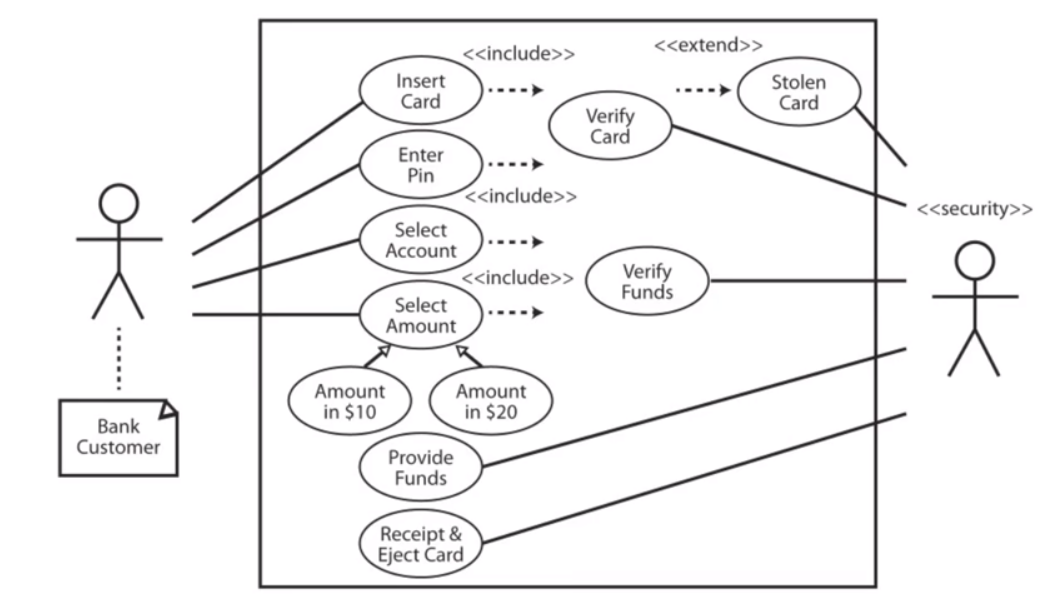 <<include>>
<<extend>>
Insert
Card
Stolen
Card
Verify
Card
Enter
Pin
<<include>>
<<security>>
Select
Account
<<include>>
Verify
Funds
Select
Amount
Amount
in $10
Amount
in $20
Bank
Customer
Provide
Funds
Receipt &
Eject Card